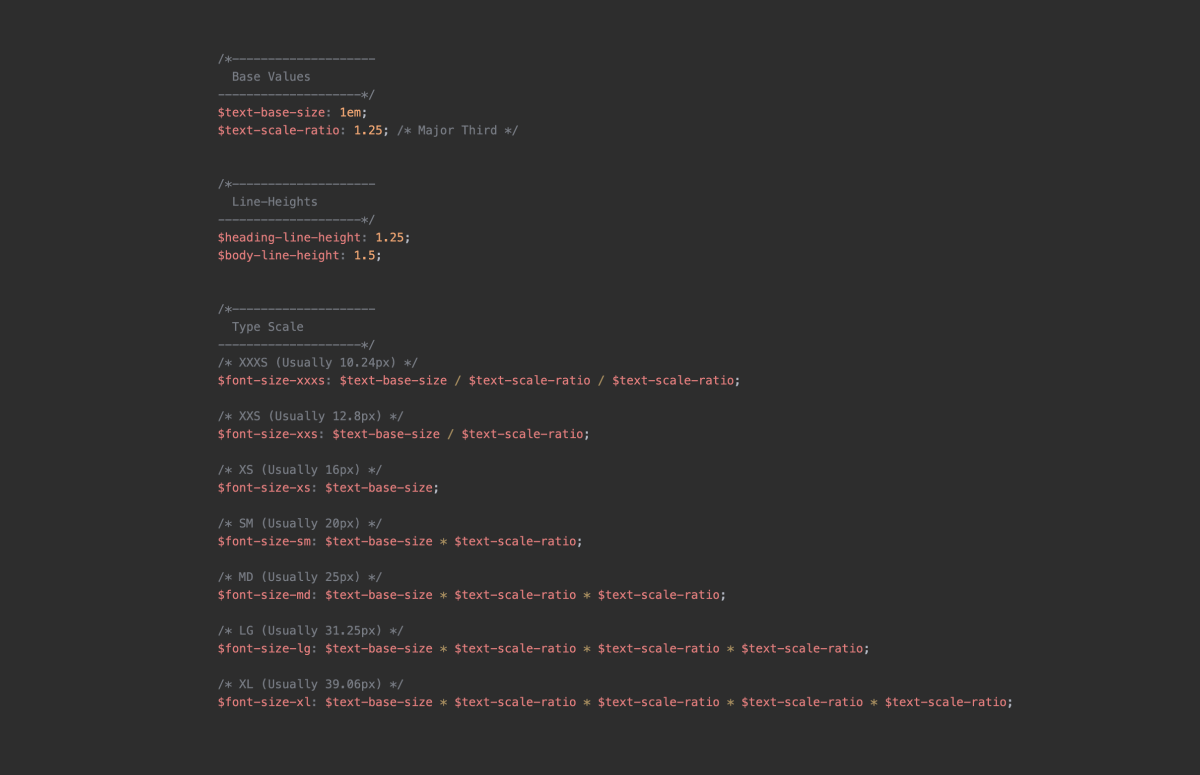 /*--------------------
  Base Values
--------------------*/
$text-base-size: 1em;
$text-scale-ratio: 1.25; /* Major Third */
/*--------------------
  Line-Heights
--------------------*/
$heading-line-height: 1.25;
$body-line-height: 1.5;
/*--------------------
  Type Scale
--------------------*/
/* XXXS (Usually 10.24px) */
$font-size-xxxs: $text-base-size / $text-scale-ratio / $text-scale-ratio;
/* XXS (Usually 12.8px) */
$font-size-xxs: $text-base-size / $text-scale-ratio;
/* XS (Usually 16px) */
$font-size-xs: $text-base-size;
/* SM (Usually 20px) */
$font-size-sm: $text-base-size * $text-scale-ratio;
/* MD (Usually 25px) */
$font-size-md: $text-base-size * $text-scale-ratio * $text-scale-ratio;
/* LG (Usually 31.25px) */
$font-size-lg: $text-base-size * $text-scale-ratio * $text-scale-ratio * $text-scale-ratio;
/* XL (Usually 39.06px) */
$font-size-xl: $text-base-size * $text-scale-ratio * $text-scale-ratio * $text-scale-ratio * $text-scale-ratio;